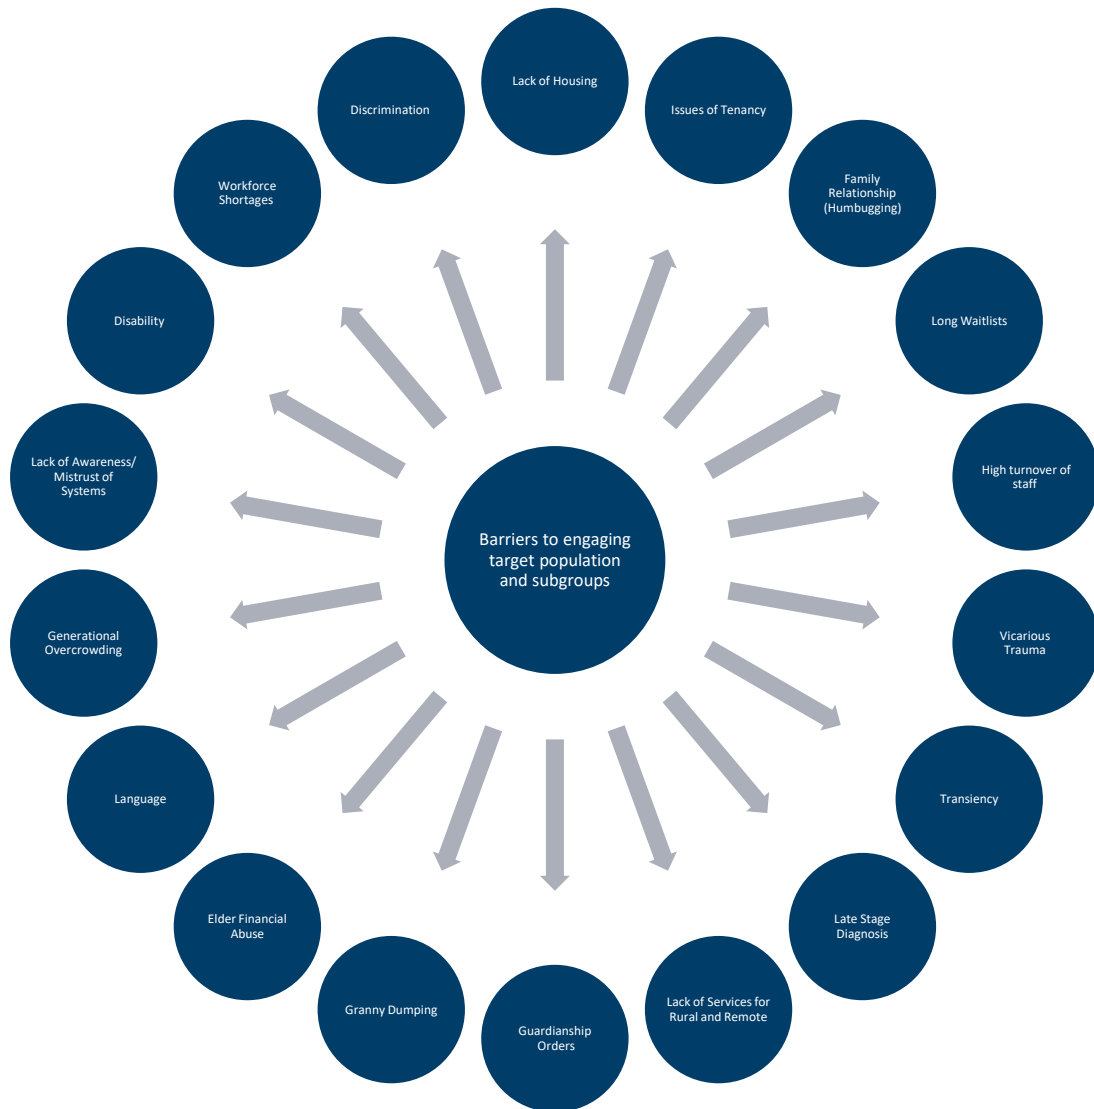 Lack of Housing
Issues of Tenancy
Family
Relationship
(Humbugging)
Long Waitlists
High turnover of
staff
Vicarious
Trauma
Transiency
Late Stage
Diagnosis
Lack of Services for
Rural and Remote
Guardianship
Orders
Granny Dumping
Elder Financial
Abuse
Language
Generational
Overcrowding
Lack of Awareness/
Mistrust of
Systems
Disability
Workforce
Shortages
Discrimination
Barriers to engaging
target population
and subgroups